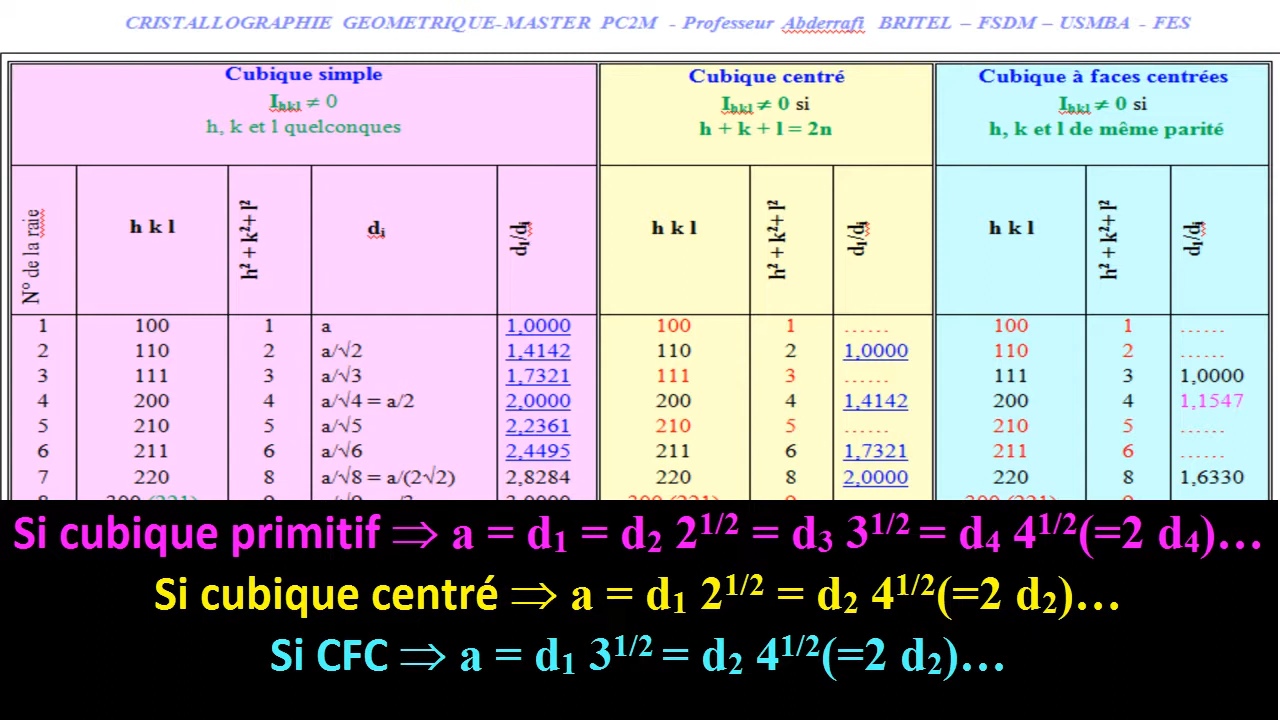 CRISTALLOGRAPHIE GEOMETRIQUE-MASTER PC2M - Professeur Abderrafi BRITEL – FSDM – USMBA - FES
Cubique simple Cubique centré Cubique à faces centrées
Ihkl ≠ 0 Ihkl ≠ 0 si Ihkl ≠ 0 si
h, k et l quelconques h + k + l = 2n h, k et l de même parité
N° de la raie h k l h² + k²+ l² di d1/di h k l h² + k²+ l² d1/di h k l h² + k²+ l² d1/di
1 100 1 a 1,0000 100 1 ...... 100 1 ......
2 110 2 a/√2 1,4142 110 2 1,0000 110 2 ......
3 111 3 a/√3 1,7321 111 3 ...... 111 3 1,0000
4 200 4 a/√4 = a/2 2,0000 200 4 1,4142 200 4 1,1547
5 210 5 a/√5 2,2361 210 5 ...... 210 5 ......
6 211 6 a/√6 2,4495 211 6 1,7321 211 6 ......
7 220 8 a/√8 = a/(2√2) 2,8284 220 8 2,0000 220 8 1,6330
Si cubique primitif ⇒ a = d1 = d2 2^1/2 = d3 3^1/2 = d4 4^1/2(=2 d4)...
Si cubique centré ⇒ a = d1 2^1/2 = d2 4^1/2(=2 d2)...
Si CFC ⇒ a = d1 3^1/2 = d2 4^1/2(=2 d2)...